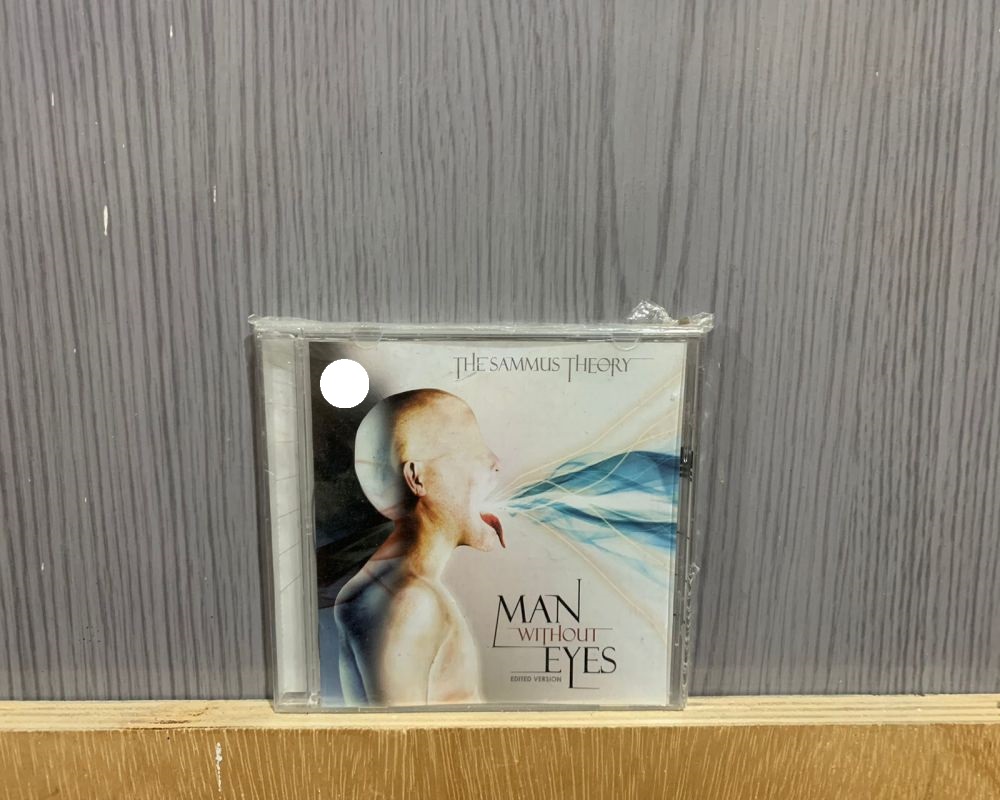 THE SAMMUS THEORY
MAN
WITHOUT
EYES
EDITED VERSION